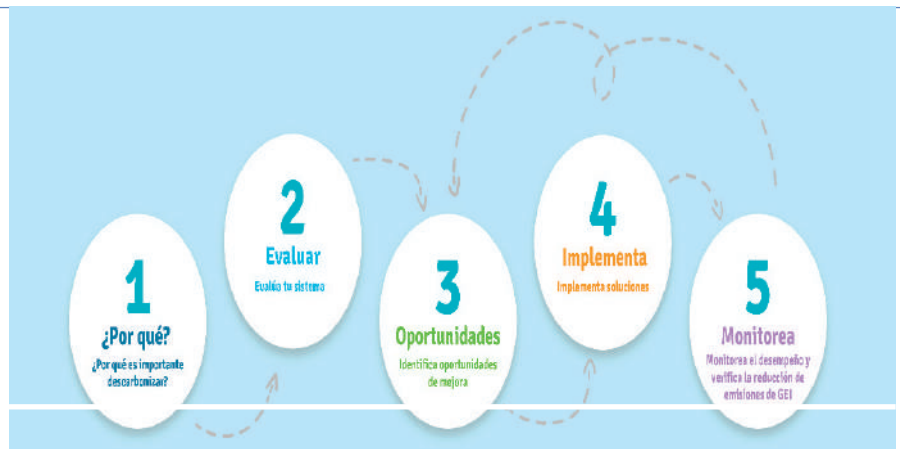 1
¿Por qué?
¿Por qué es importante
descarbonizar?
2
Evaluar
Evalúa tu sistema
3
Oportunidades
Identifica oportunidades
de mejora
4
Implementa
Implementa soluciones
5
Monitorea
Monitorea el desempeño y
verifica la reducción de
emisiones de GEI